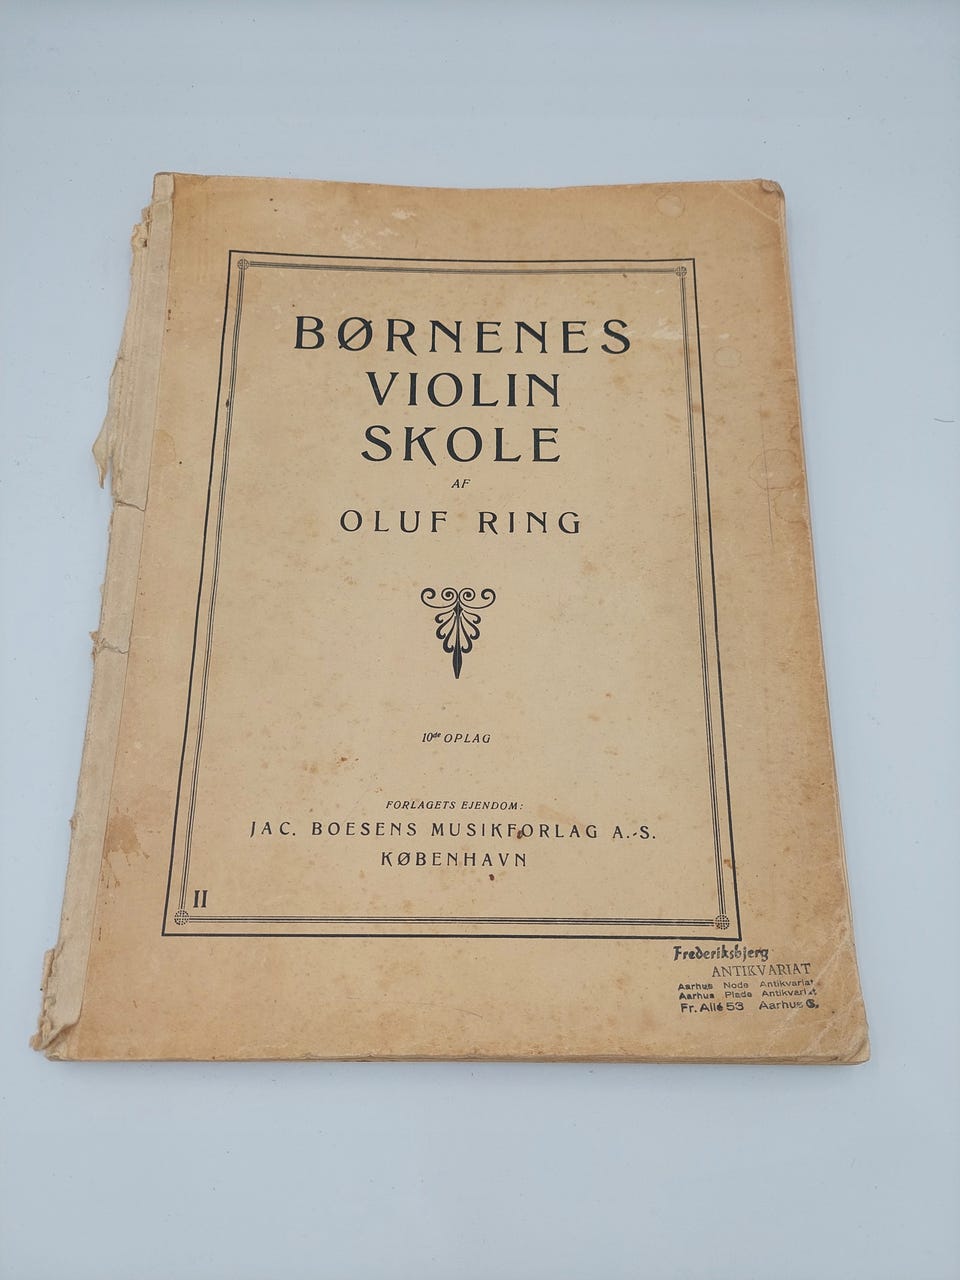 BØRNENES
VIOLIN
SKOLE
AF
OLUF RING
10de OPLAG
FORLAGETS EJENDOM:
JAC. BOESENS MUSIKFORLAG A.-S.
KØBENHAVN
II
Frederiksbjerg
ANTIKVARIAT
Aarhus Node Antikvariat
Aarhus Plade Antikvariat
Fr. Allé 53 Aarhus C.